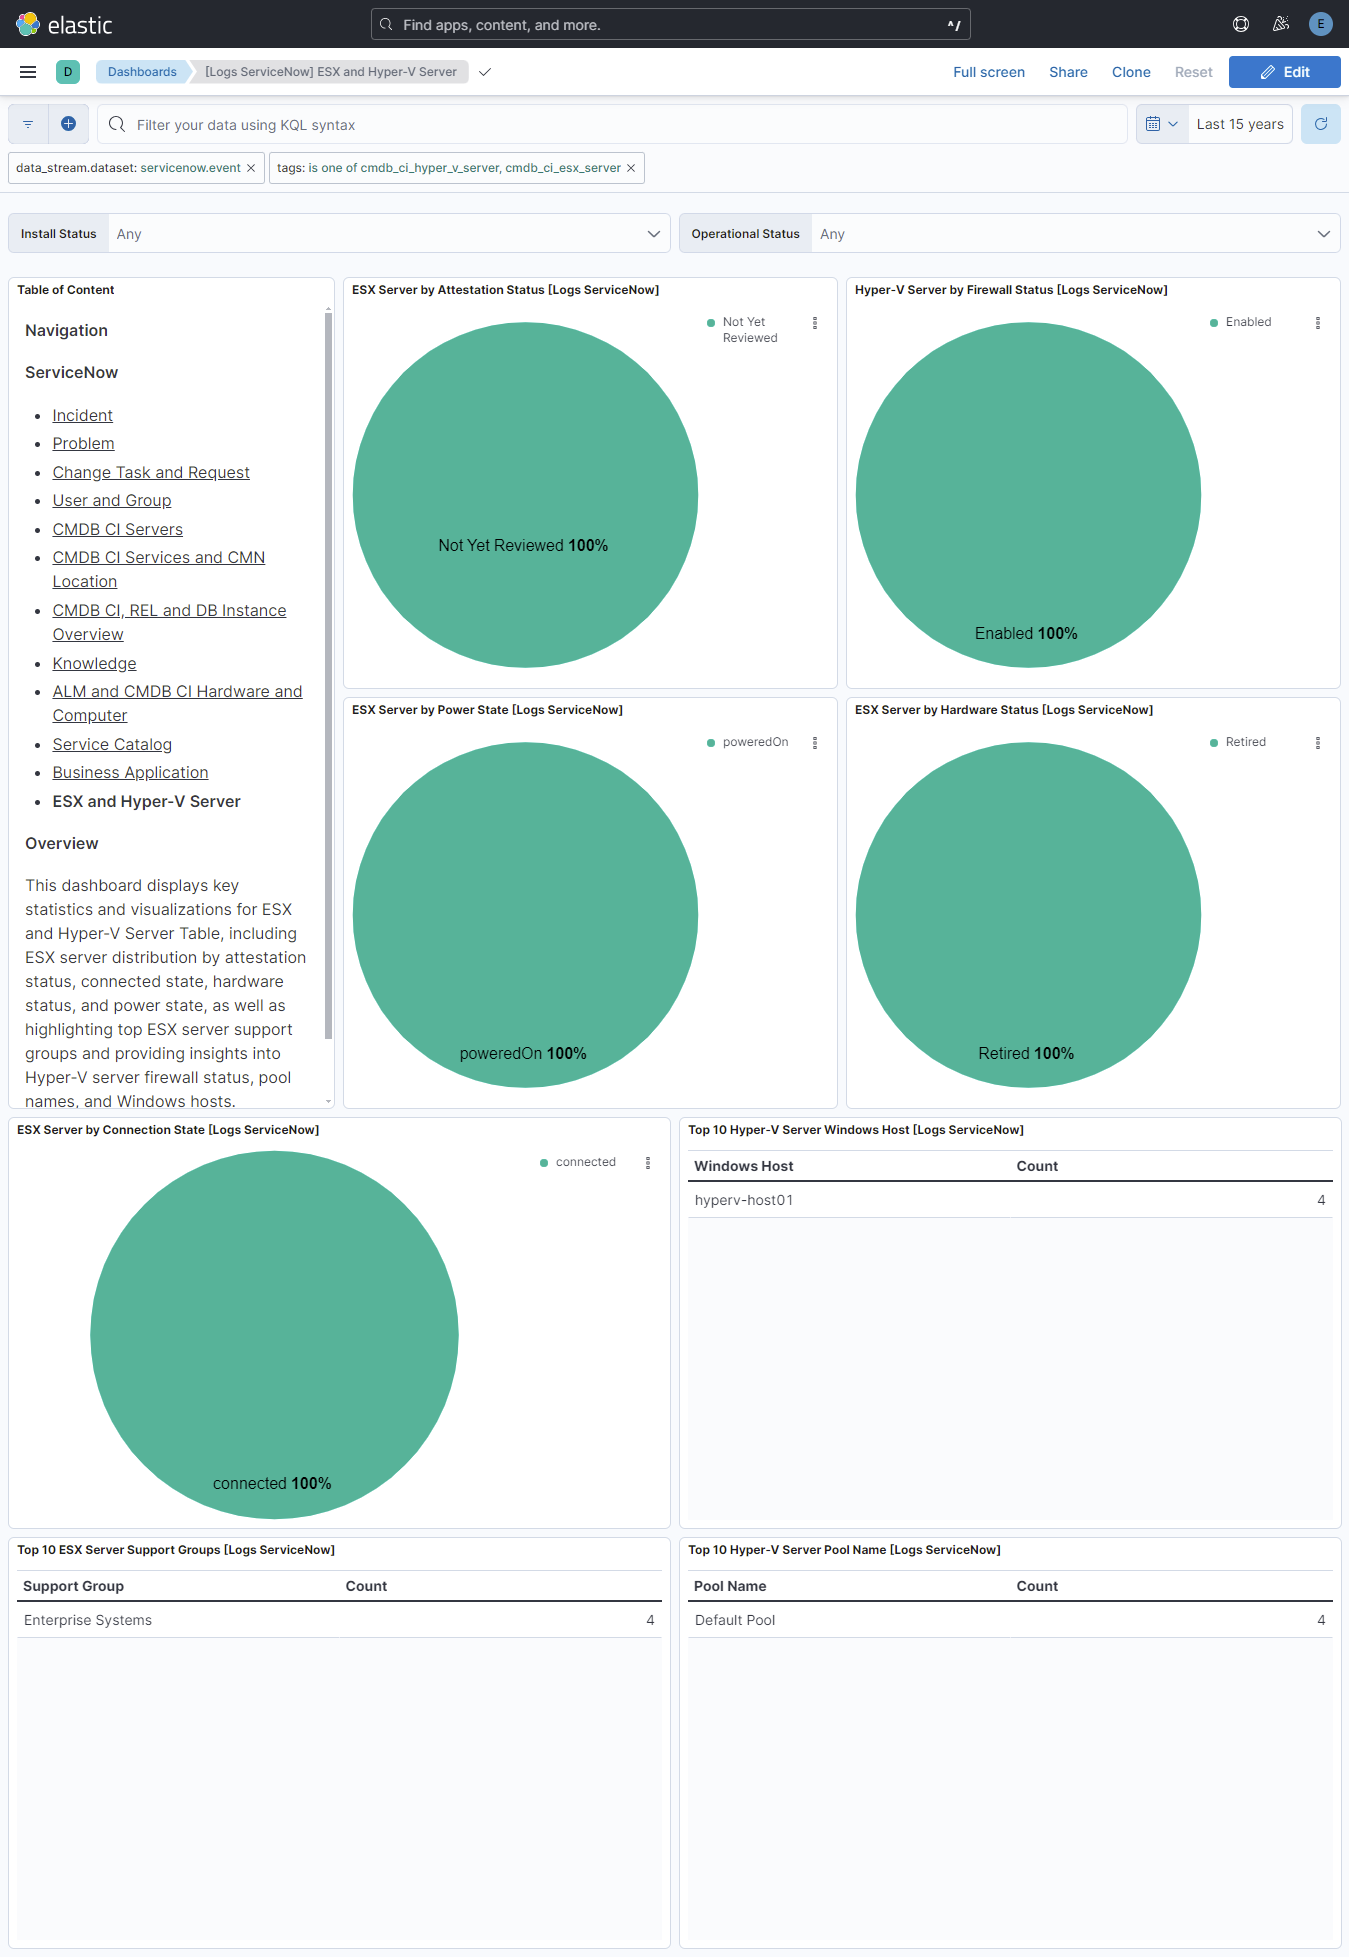 elastic
Find apps, content, and more.
^/
E
D
Dashboards
[Logs ServiceNow] ESX and Hyper-V Server
Full screen
Share
Clone
Reset
Edit
Filter your data using KQL syntax
Last 15 years
data_stream.dataset: servicenow.event
tags: is one of cmdb_ci_hyper_v_server, cmdb_ci_esx_server
Install Status
Any
Operational Status
Any
Table of Content
Navigation
ServiceNow
Incident
Problem
Change Task and Request
User and Group
CMDB CI Servers
CMDB CI Services and CMN
Location
CMDB CI, REL and DB Instance
Overview
Knowledge
ALM and CMDB CI Hardware and
Computer
Service Catalog
Business Application
ESX and Hyper-V Server
Overview
This dashboard displays key
statistics and visualizations for ESX
and Hyper-V Server Table, including
ESX server distribution by attestation
status, connected state, hardware
status, and power state, as well as
highlighting top ESX server support
groups and providing insights into
Hyper-V server firewall status, pool
names, and Windows hosts.
ESX Server by Attestation Status [Logs ServiceNow]
Not Yet
Reviewed
Not Yet Reviewed 100%
Hyper-V Server by Firewall Status [Logs ServiceNow]
Enabled
Enabled 100%
ESX Server by Power State [Logs ServiceNow]
poweredOn
poweredOn 100%
ESX Server by Hardware Status [Logs ServiceNow]
Retired
Retired 100%
ESX Server by Connection State [Logs ServiceNow]
connected
connected 100%
Top 10 Hyper-V Server Windows Host [Logs ServiceNow]
Windows Host Count
hyperv-host01 4
Top 10 ESX Server Support Groups [Logs ServiceNow]
Support Group Count
Enterprise Systems 4
Top 10 Hyper-V Server Pool Name [Logs ServiceNow]
Pool Name Count
Default Pool 4